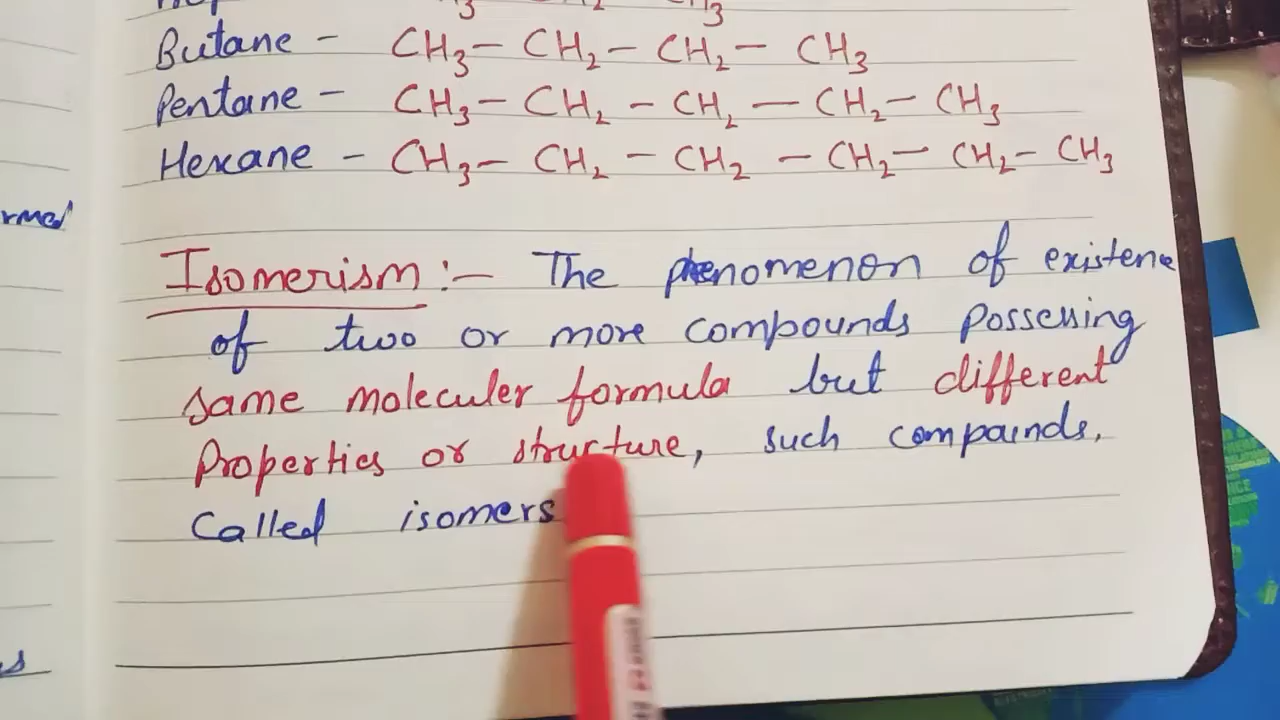 Butane - CH3 - CH2 - CH2 - CH3
Pentane - CH3 - CH2 - CH2 - CH2 - CH3
Hexane - CH3 - CH2 - CH2 - CH2 - CH2 - CH3
Isomerism :- The phenomenon of existene
of two or more compounds possessing
same moleculer formula but different
Properties or structure, such compounds.
Called isomers